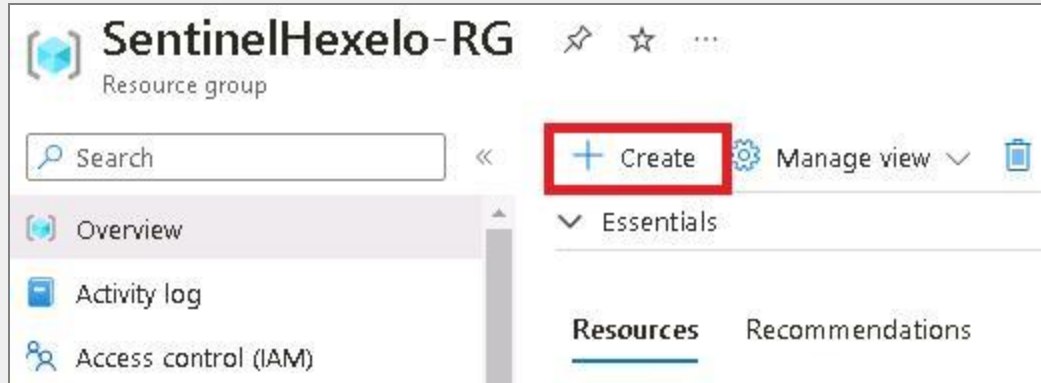 SentinelHexelo-RG
Resource group
Search
Overview
Activity log
Access control (IAM)
Create
Manage view
Essentials
Resources
Recommendations